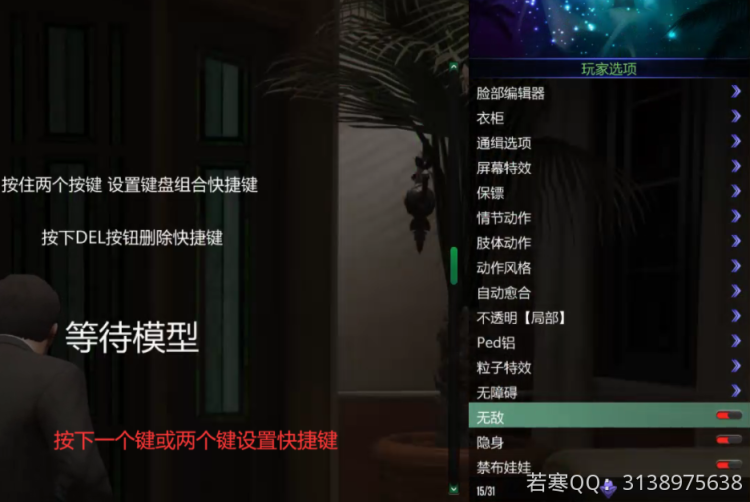 玩家选项
脸部编辑器
衣柜
通缉选项
屏幕特效
保镖
情节动作
肢体动作
动作风格
自动愈合
不透明【局部】
Ped铝
粒子特效
无障碍
无敌
隐身
禁布娃娃
15/31
按住两个按键 设置键盘组合快捷键
按下DEL按钮删除快捷键
等待模型
按下一个键或两个键设置快捷键
若寒QQ：3138975638